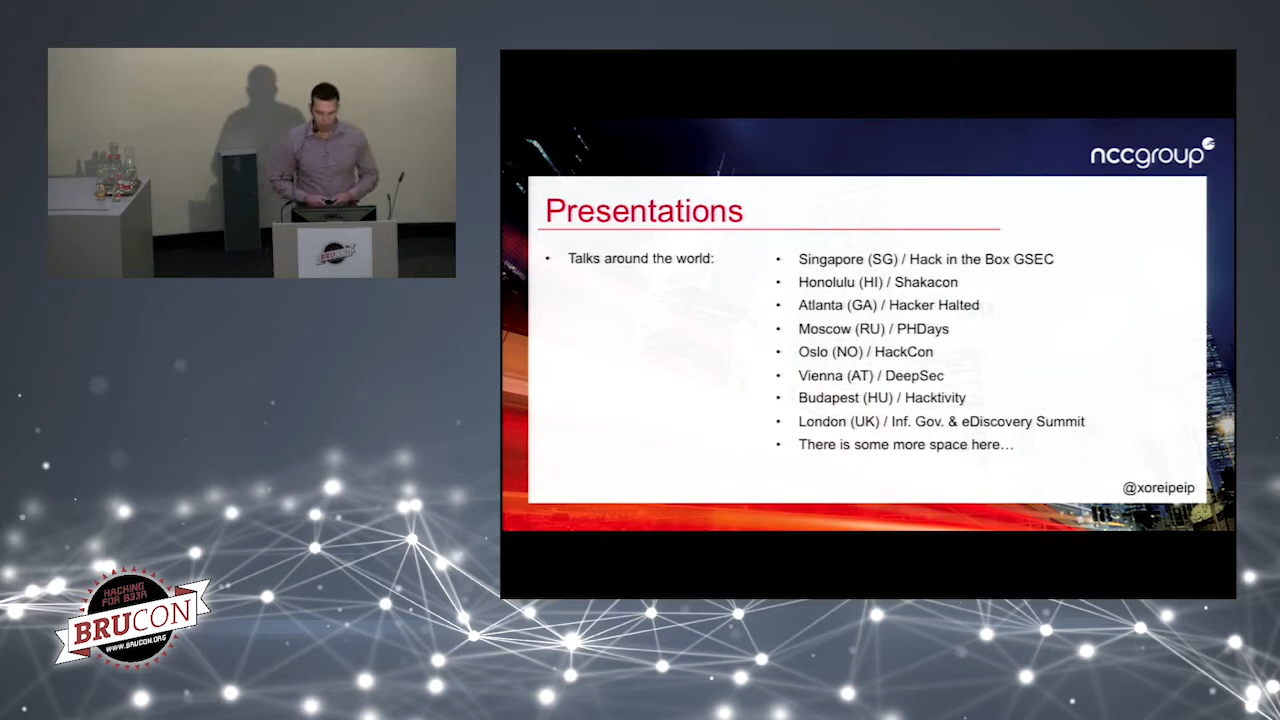 nccgroup
Presentations
• Talks around the world:
• Singapore (SG) / Hack in the Box GSEC
• Honolulu (HI) / Shakacon
• Atlanta (GA) / Hacker Halted
• Moscow (RU) / PHDays
• Oslo (NO) / HackCon
• Vienna (AT) / DeepSec
• Budapest (HU) / Hacktivity
• London (UK) / Inf. Gov. & eDiscovery Summit
• There is some more space here…
@xoreipeip
BRUCON
HACKING
FOR B33R
BRUCON
WWW.BRUCON.ORG